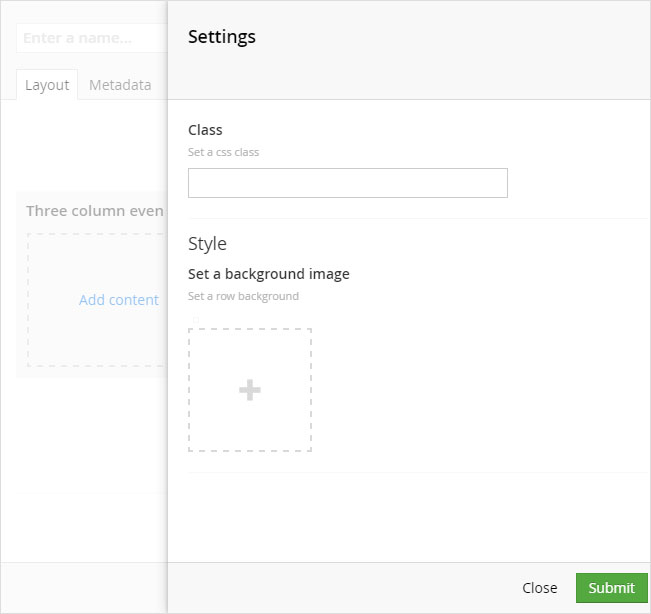 Enter a name...
Layout Metadata
Three column even
Add content
Settings
Class
Set a css class
Style
Set a background image
Set a row background
Close Submit